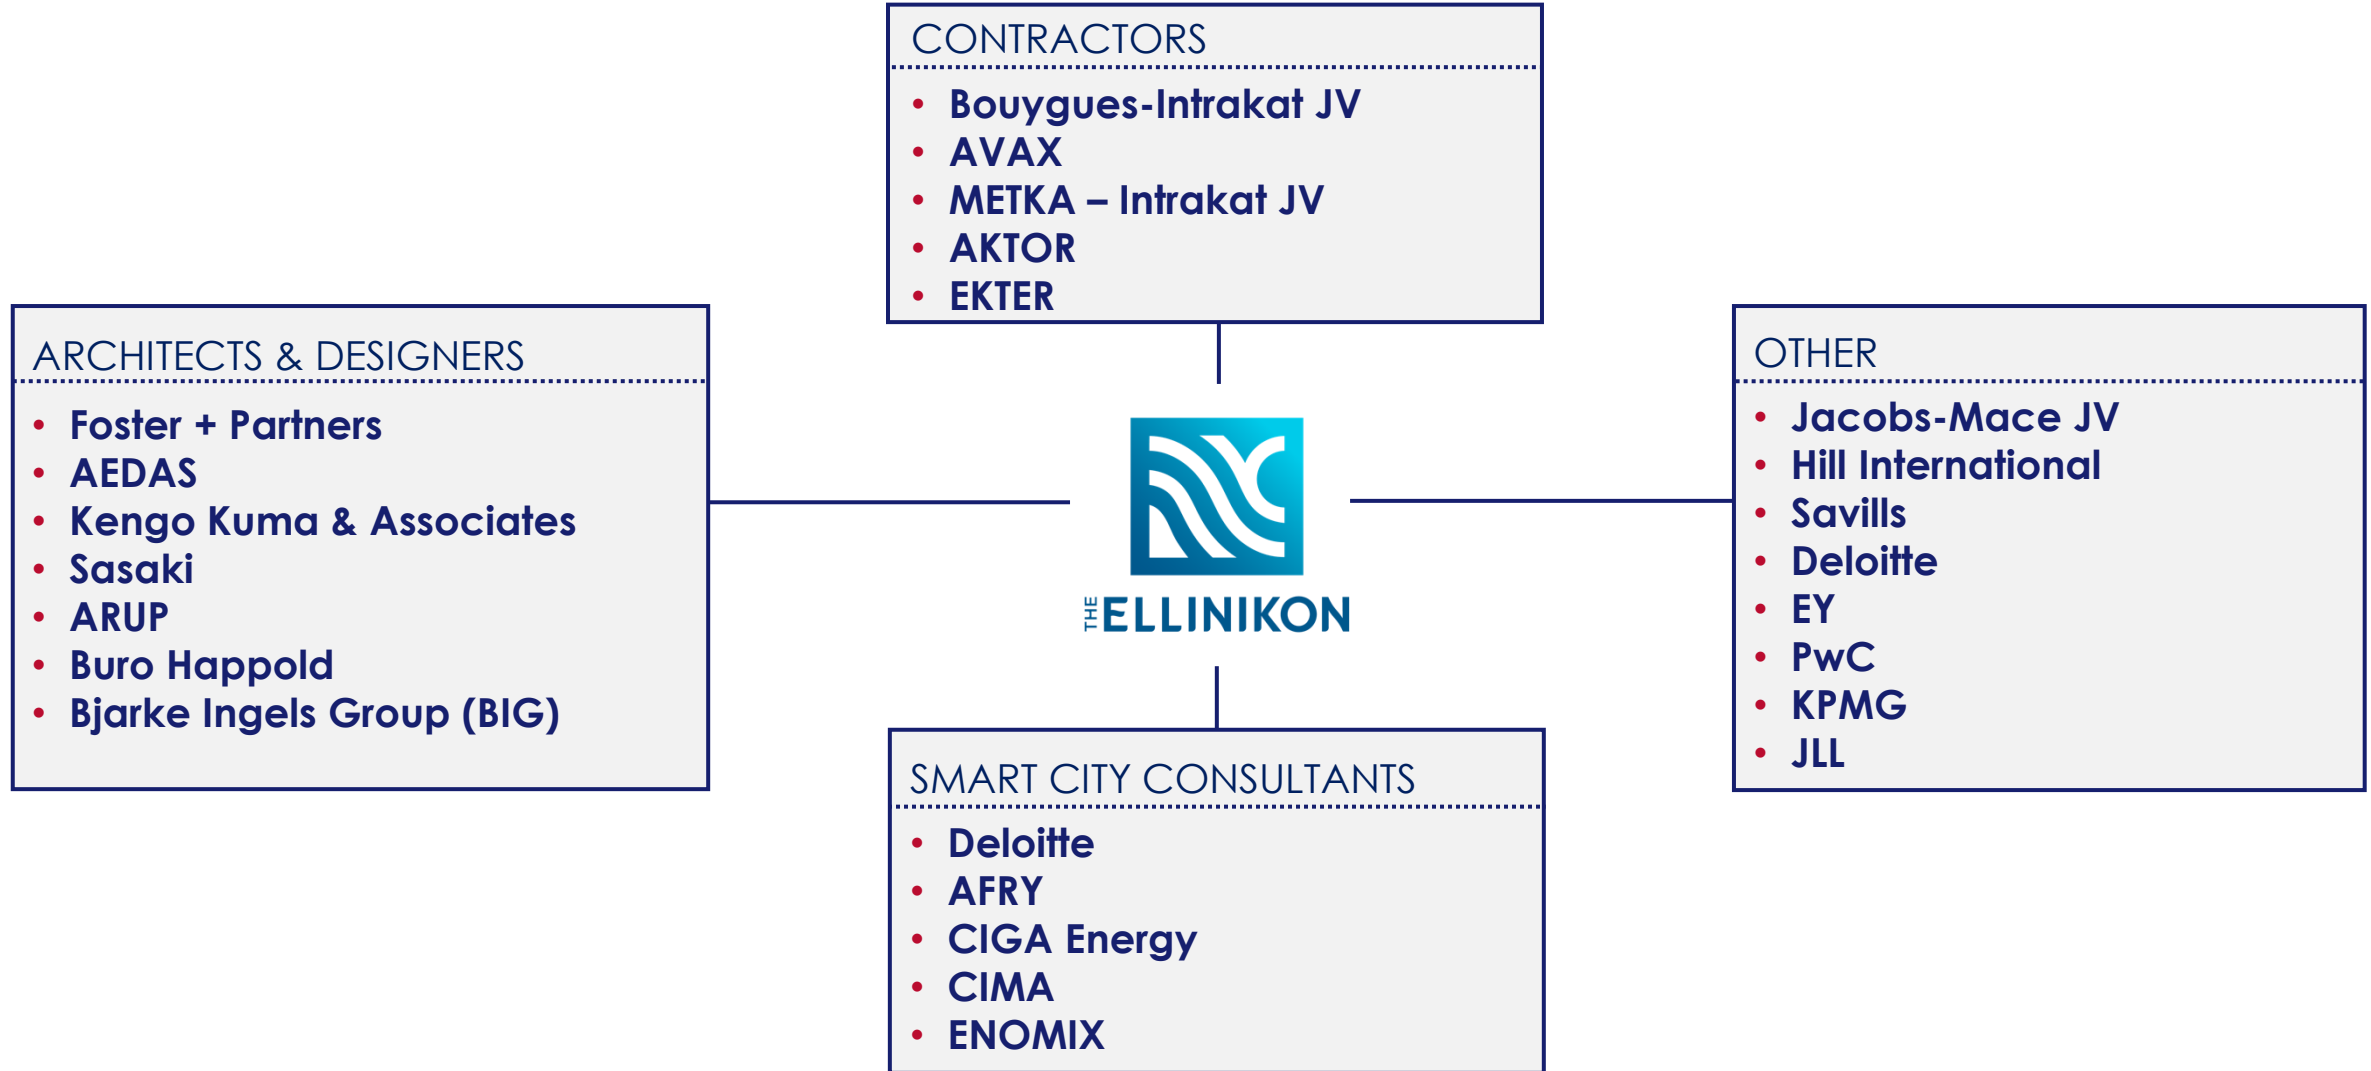 CONTRACTORS
• Bouygues-Intrakat JV
• AVAX
• METKA – Intrakat JV
• AKTOR
• EKTER
ARCHITECTS & DESIGNERS
• Foster + Partners
• AEDAS
• Kengo Kuma & Associates
• Sasaki
• ARUP
• Buro Happold
• Bjarke Ingels Group (BIG)
THE ELLINIKON
OTHER
• Jacobs-Mace JV
• Hill International
• Savills
• Deloitte
• EY
• PwC
• KPMG
• JLL
SMART CITY CONSULTANTS
• Deloitte
• AFRY
• CIGA Energy
• CIMA
• ENOMIX